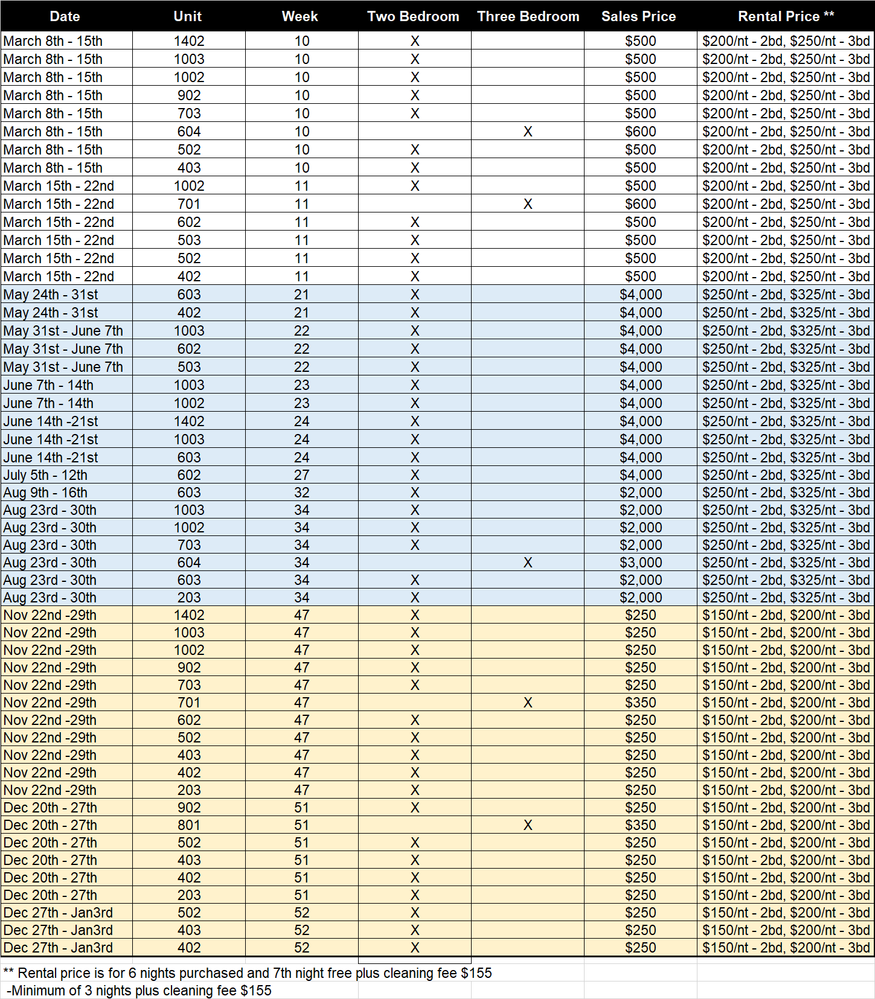 Date Unit Week Two Bedroom Three Bedroom Sales Price Rental Price **
March 8th - 15th 1402 10 X $500 $200/nt - 2bd, $250/nt - 3bd
March 8th - 15th 1003 10 X $500 $200/nt - 2bd, $250/nt - 3bd
March 8th - 15th 1002 10 X $500 $200/nt - 2bd, $250/nt - 3bd
March 8th - 15th 902 10 X $500 $200/nt - 2bd, $250/nt - 3bd
March 8th - 15th 703 10 X $500 $200/nt - 2bd, $250/nt - 3bd
March 8th - 15th 604 10 X $600 $200/nt - 2bd, $250/nt - 3bd
March 8th - 15th 502 10 X $500 $200/nt - 2bd, $250/nt - 3bd
March 8th - 15th 403 10 X $500 $200/nt - 2bd, $250/nt - 3bd
March 15th - 22nd 1002 11 X $500 $200/nt - 2bd, $250/nt - 3bd
March 15th - 22nd 701 11 X $600 $200/nt - 2bd, $250/nt - 3bd
March 15th - 22nd 602 11 X $500 $200/nt - 2bd, $250/nt - 3bd
March 15th - 22nd 503 11 X $500 $200/nt - 2bd, $250/nt - 3bd
March 15th - 22nd 502 11 X $500 $200/nt - 2bd, $250/nt - 3bd
March 15th - 22nd 402 11 X $500 $200/nt - 2bd, $250/nt - 3bd
May 24th - 31st 603 21 X $4,000 $250/nt - 2bd, $325/nt - 3bd
May 24th - 31st 402 21 X $4,000 $250/nt - 2bd, $325/nt - 3bd
May 31st - June 7th 1003 22 X $4,000 $250/nt - 2bd, $325/nt - 3bd
May 31st - June 7th 602 22 X $4,000 $250/nt - 2bd, $325/nt - 3bd
May 31st - June 7th 503 22 X $4,000 $250/nt - 2bd, $325/nt - 3bd
June 7th - 14th 1003 23 X $4,000 $250/nt - 2bd, $325/nt - 3bd
June 7th - 14th 1002 23 X $4,000 $250/nt - 2bd, $325/nt - 3bd
June 14th -21st 1402 24 X $4,000 $250/nt - 2bd, $325/nt - 3bd
June 14th -21st 1003 24 X $4,000 $250/nt - 2bd, $325/nt - 3bd
June 14th -21st 603 24 X $4,000 $250/nt - 2bd, $325/nt - 3bd
July 5th - 12th 602 27 X $4,000 $250/nt - 2bd, $325/nt - 3bd
Aug 9th - 16th 603 32 X $2,000 $250/nt - 2bd, $325/nt - 3bd
Aug 23rd - 30th 1003 34 X $2,000 $250/nt - 2bd, $325/nt - 3bd
Aug 23rd - 30th 1002 34 X $2,000 $250/nt - 2bd, $325/nt - 3bd
Aug 23rd - 30th 703 34 X $2,000 $250/nt - 2bd, $325/nt - 3bd
Aug 23rd - 30th 604 34 X $3,000 $250/nt - 2bd, $325/nt - 3bd
Aug 23rd - 30th 603 34 X $2,000 $250/nt - 2bd, $325/nt - 3bd
Aug 23rd - 30th 203 34 X $2,000 $250/nt - 2bd, $325/nt - 3bd
Nov 22nd -29th 1402 47 X $250 $150/nt - 2bd, $200/nt - 3bd
Nov 22nd -29th 1003 47 X $250 $150/nt - 2bd, $200/nt - 3bd
Nov 22nd -29th 1002 47 X $250 $150/nt - 2bd, $200/nt - 3bd
Nov 22nd -29th 902 47 X $250 $150/nt - 2bd, $200/nt - 3bd
Nov 22nd -29th 703 47 X $250 $150/nt - 2bd, $200/nt - 3bd
Nov 22nd -29th 701 47 X $350 $150/nt - 2bd, $200/nt - 3bd
Nov 22nd -29th 602 47 X $250 $150/nt - 2bd, $200/nt - 3bd
Nov 22nd -29th 502 47 X $250 $150/nt - 2bd, $200/nt - 3bd
Nov 22nd -29th 403 47 X $250 $150/nt - 2bd, $200/nt - 3bd
Nov 22nd -29th 402 47 X $250 $150/nt - 2bd, $200/nt - 3bd
Nov 22nd -29th 203 47 X $250 $150/nt - 2bd, $200/nt - 3bd
Dec 20th - 27th 902 51 X $250 $150/nt - 2bd, $200/nt - 3bd
Dec 20th - 27th 801 51 X $350 $150/nt - 2bd, $200/nt - 3bd
Dec 20th - 27th 502 51 X $250 $150/nt - 2bd, $200/nt - 3bd
Dec 20th - 27th 403 51 X $250 $150/nt - 2bd, $200/nt - 3bd
Dec 20th - 27th 402 51 X $250 $150/nt - 2bd, $200/nt - 3bd
Dec 20th - 27th 203 51 X $250 $150/nt - 2bd, $200/nt - 3bd
Dec 27th - Jan3rd 502 52 X $250 $150/nt - 2bd, $200/nt - 3bd
Dec 27th - Jan3rd 403 52 X $250 $150/nt - 2bd, $200/nt - 3bd
Dec 27th - Jan3rd 402 52 X $250 $150/nt - 2bd, $200/nt - 3bd
** Rental price is for 6 nights purchased and 7th night free plus cleaning fee $155
-Minimum of 3 nights plus cleaning fee $155